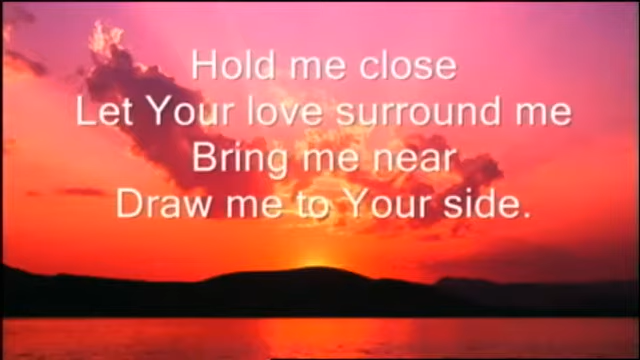 Hold me close
Let Your love surround me
Bring me near
Draw me to Your side.